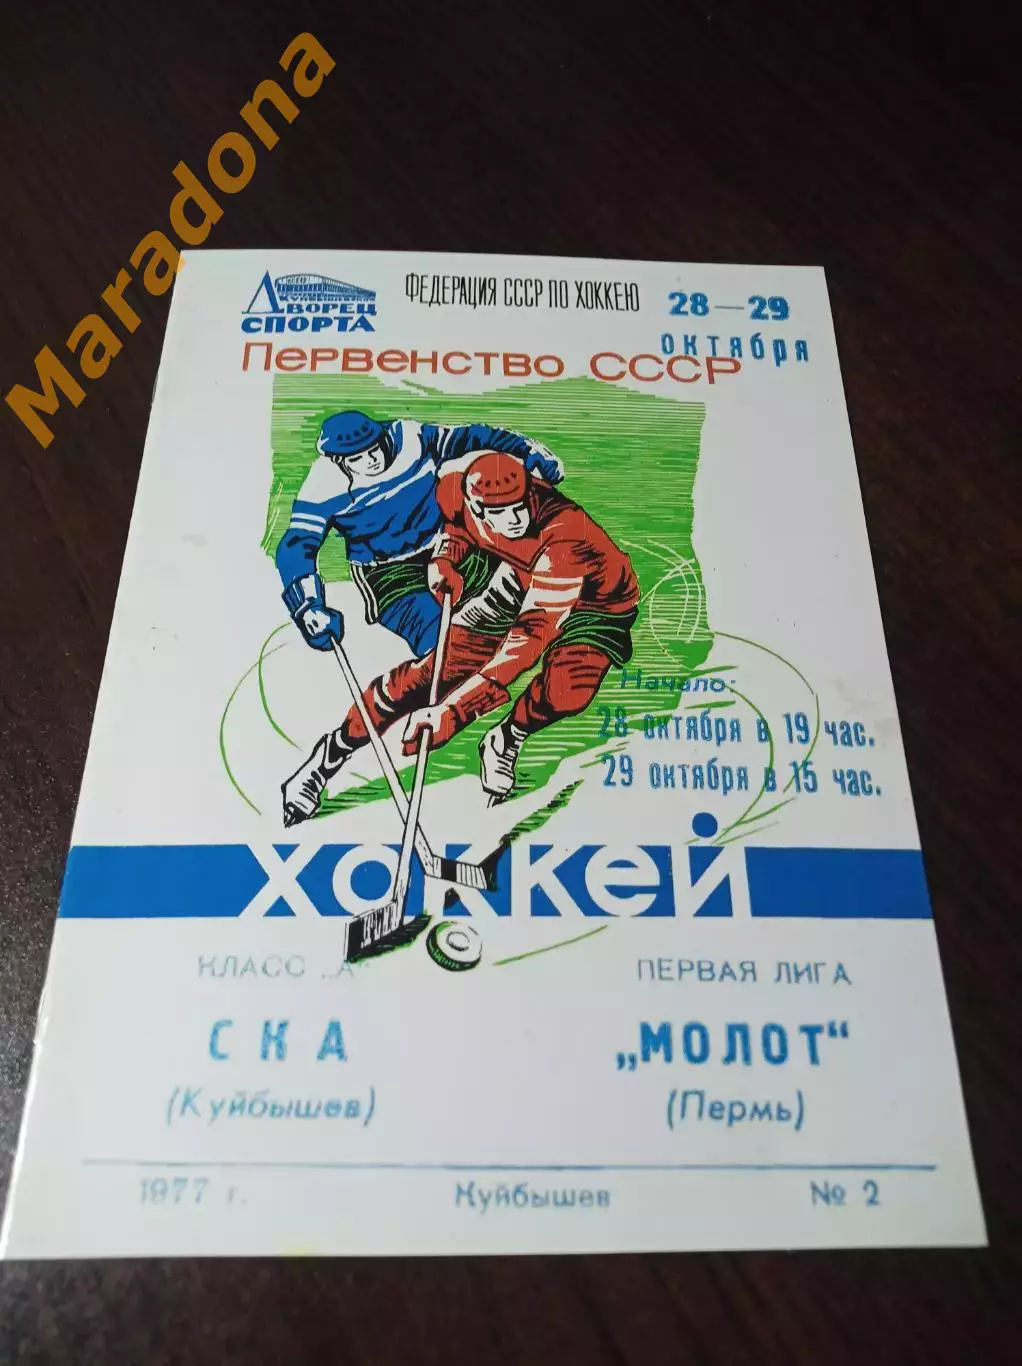 Maradona
ДВОРЕЦ
СПОРТА
ФЕДЕРАЦИЯ СССР ПО ХОККЕЮ
28—29
ОКТЯБРЯ
Первенство СССР
Начало:
28 октября в 19 час.
29 октября в 15 час.
хоккей
КЛАСС „А“
ПЕРВАЯ ЛИГА
СКА
„МОЛОТ“
(Куйбышев)
(Пермь)
1977 г.
Куйбышев
№ 2